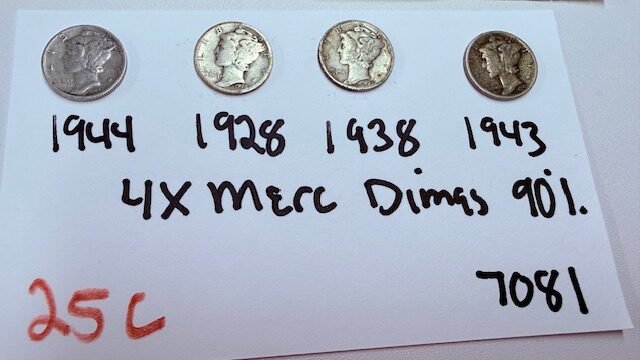 1944 1928 1938 1943
4X Merc Dimes 90%.
7081
25C